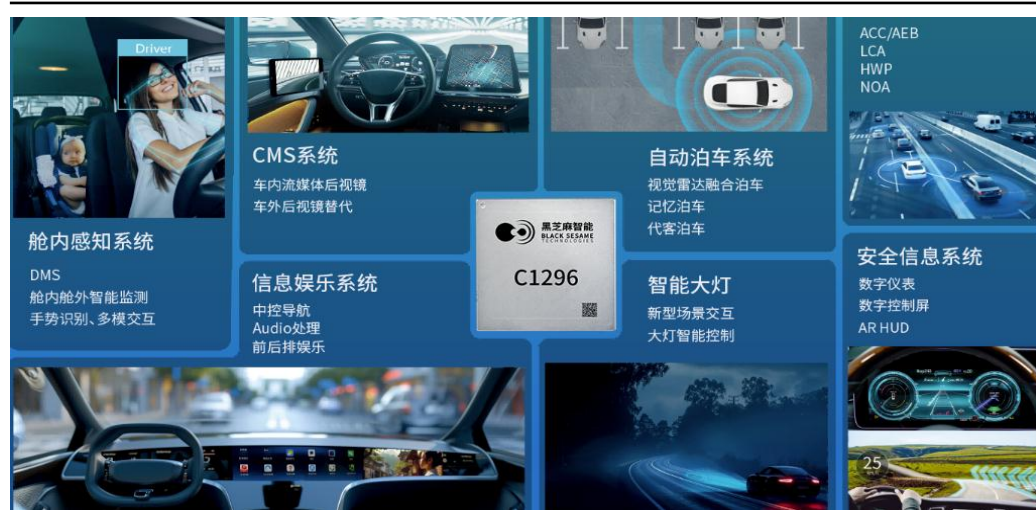 Driver
舱内感知系统
DMS
舱内舱外智能监测
手势识别、多模交互
CMS系统
车内流媒体后视镜
车外后视镜替代
信息娱乐系统
中控导航
Audio处理
前后排娱乐
黑芝麻智能
BLACK SESAME
TECHNOLOGIES
C1296
自动泊车系统
视觉雷达融合泊车
记忆泊车
代客泊车
智能大灯
新型场景交互
大灯智能控制
ACC/AEB
LCA
HWP
NOA
安全信息系统
数字仪表
数字控制屏
AR HUD
25